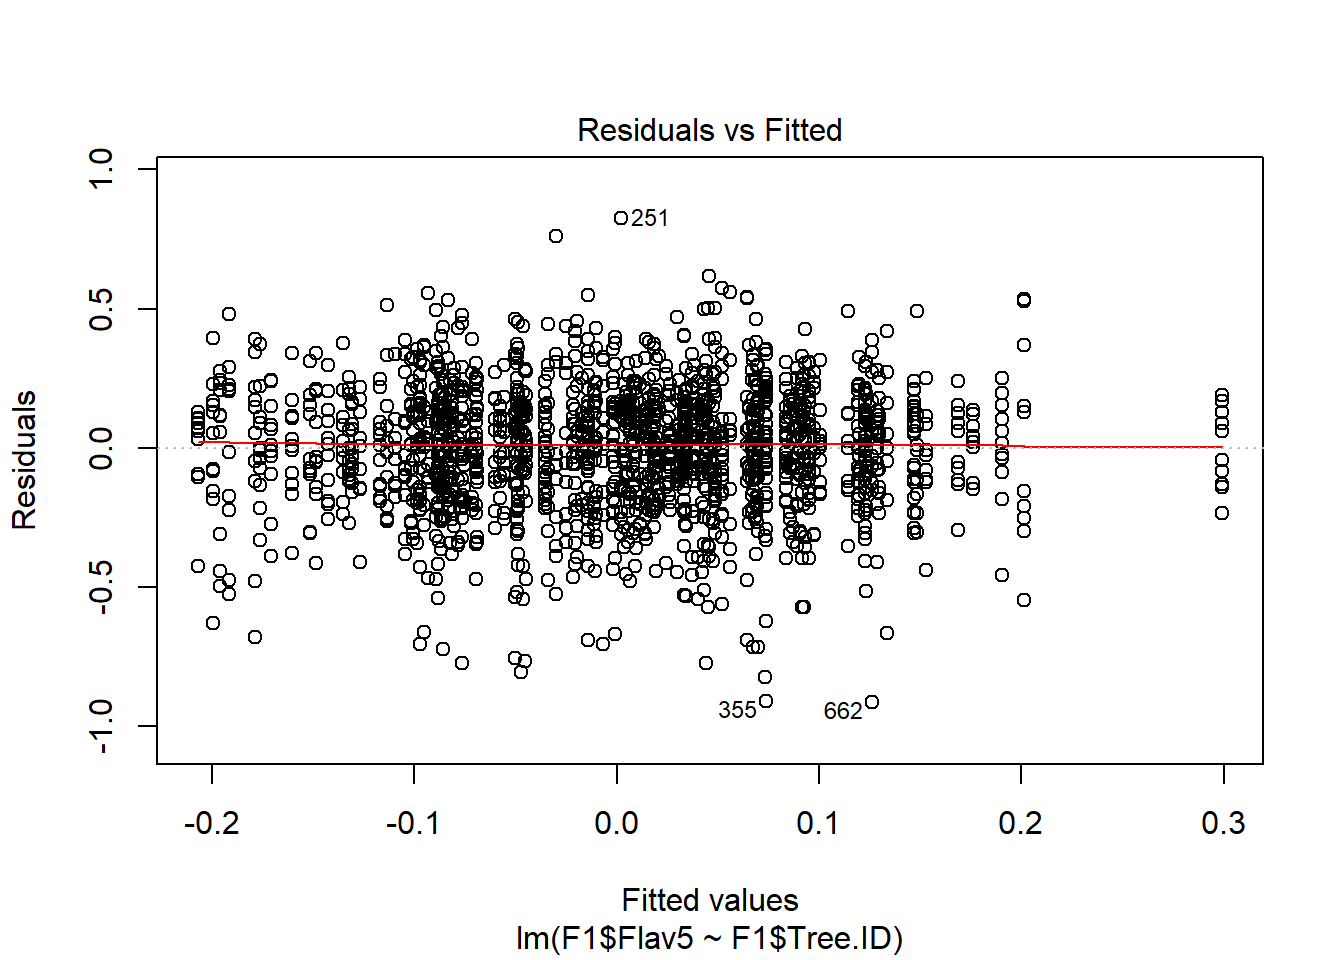 Residuals vs Fitted
Residuals
1.0
0.5
0.0
-0.5
-1.0
251
355
662
-0.2 -0.1 0.0 0.1 0.2 0.3
Fitted values
lm(F1$Flav5 ~ F1$Tree.ID)